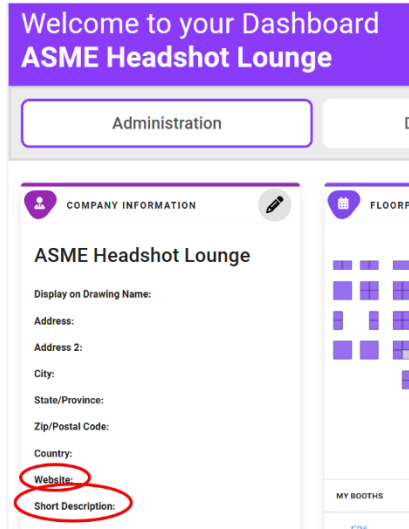 Welcome to your Dashboard
ASME Headshot Lounge
Administration
D
COMPANY INFORMATION
FLOORP
ASME Headshot Lounge
Display on Drawing Name:
Address:
Address 2:
City:
State/Province:
Zip/Postal Code:
Country:
Website:
Short Description:
MY BOOTHS